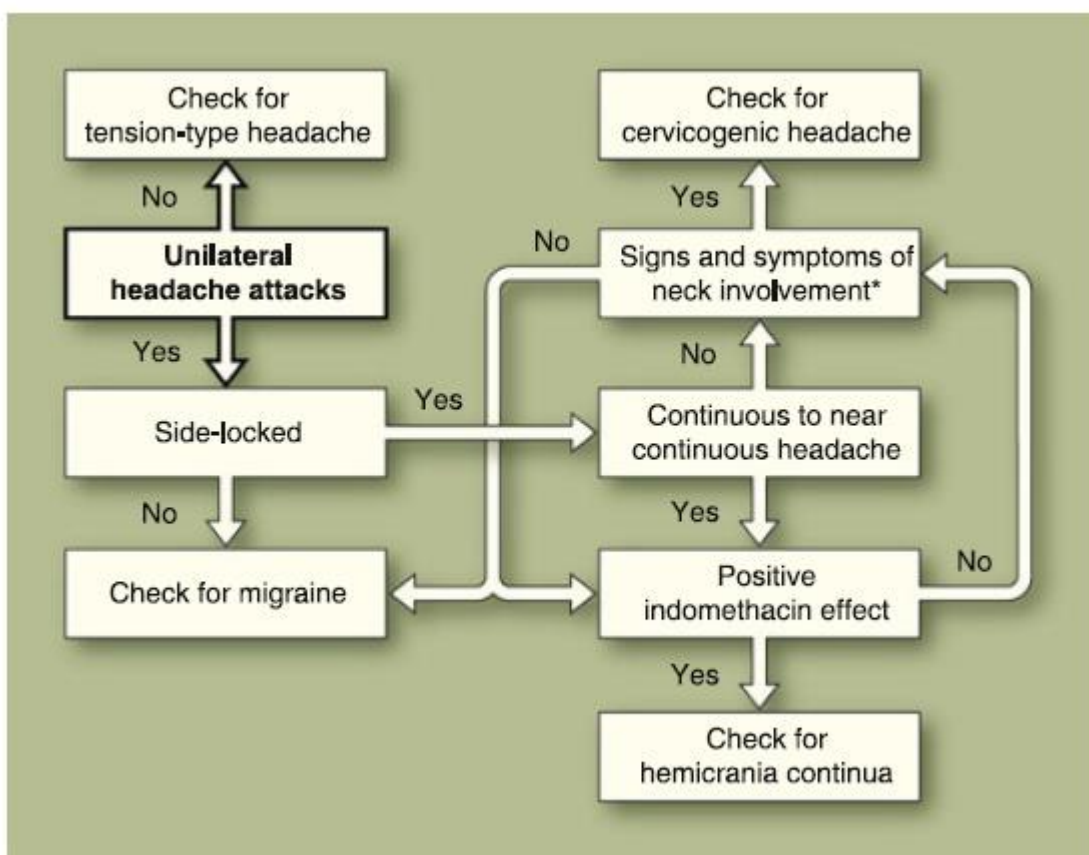 Check for
tension-type headache
No
Unilateral
headache attacks
Yes
Side-locked
No
Check for migraine
Yes
Check for
cervicogenic headache
Yes
No
Signs and symptoms of
neck involvement*
No
Continuous to near
continuous headache
Yes
Positive
indomethacin effect
No
Yes
Check for
hemicrania continua